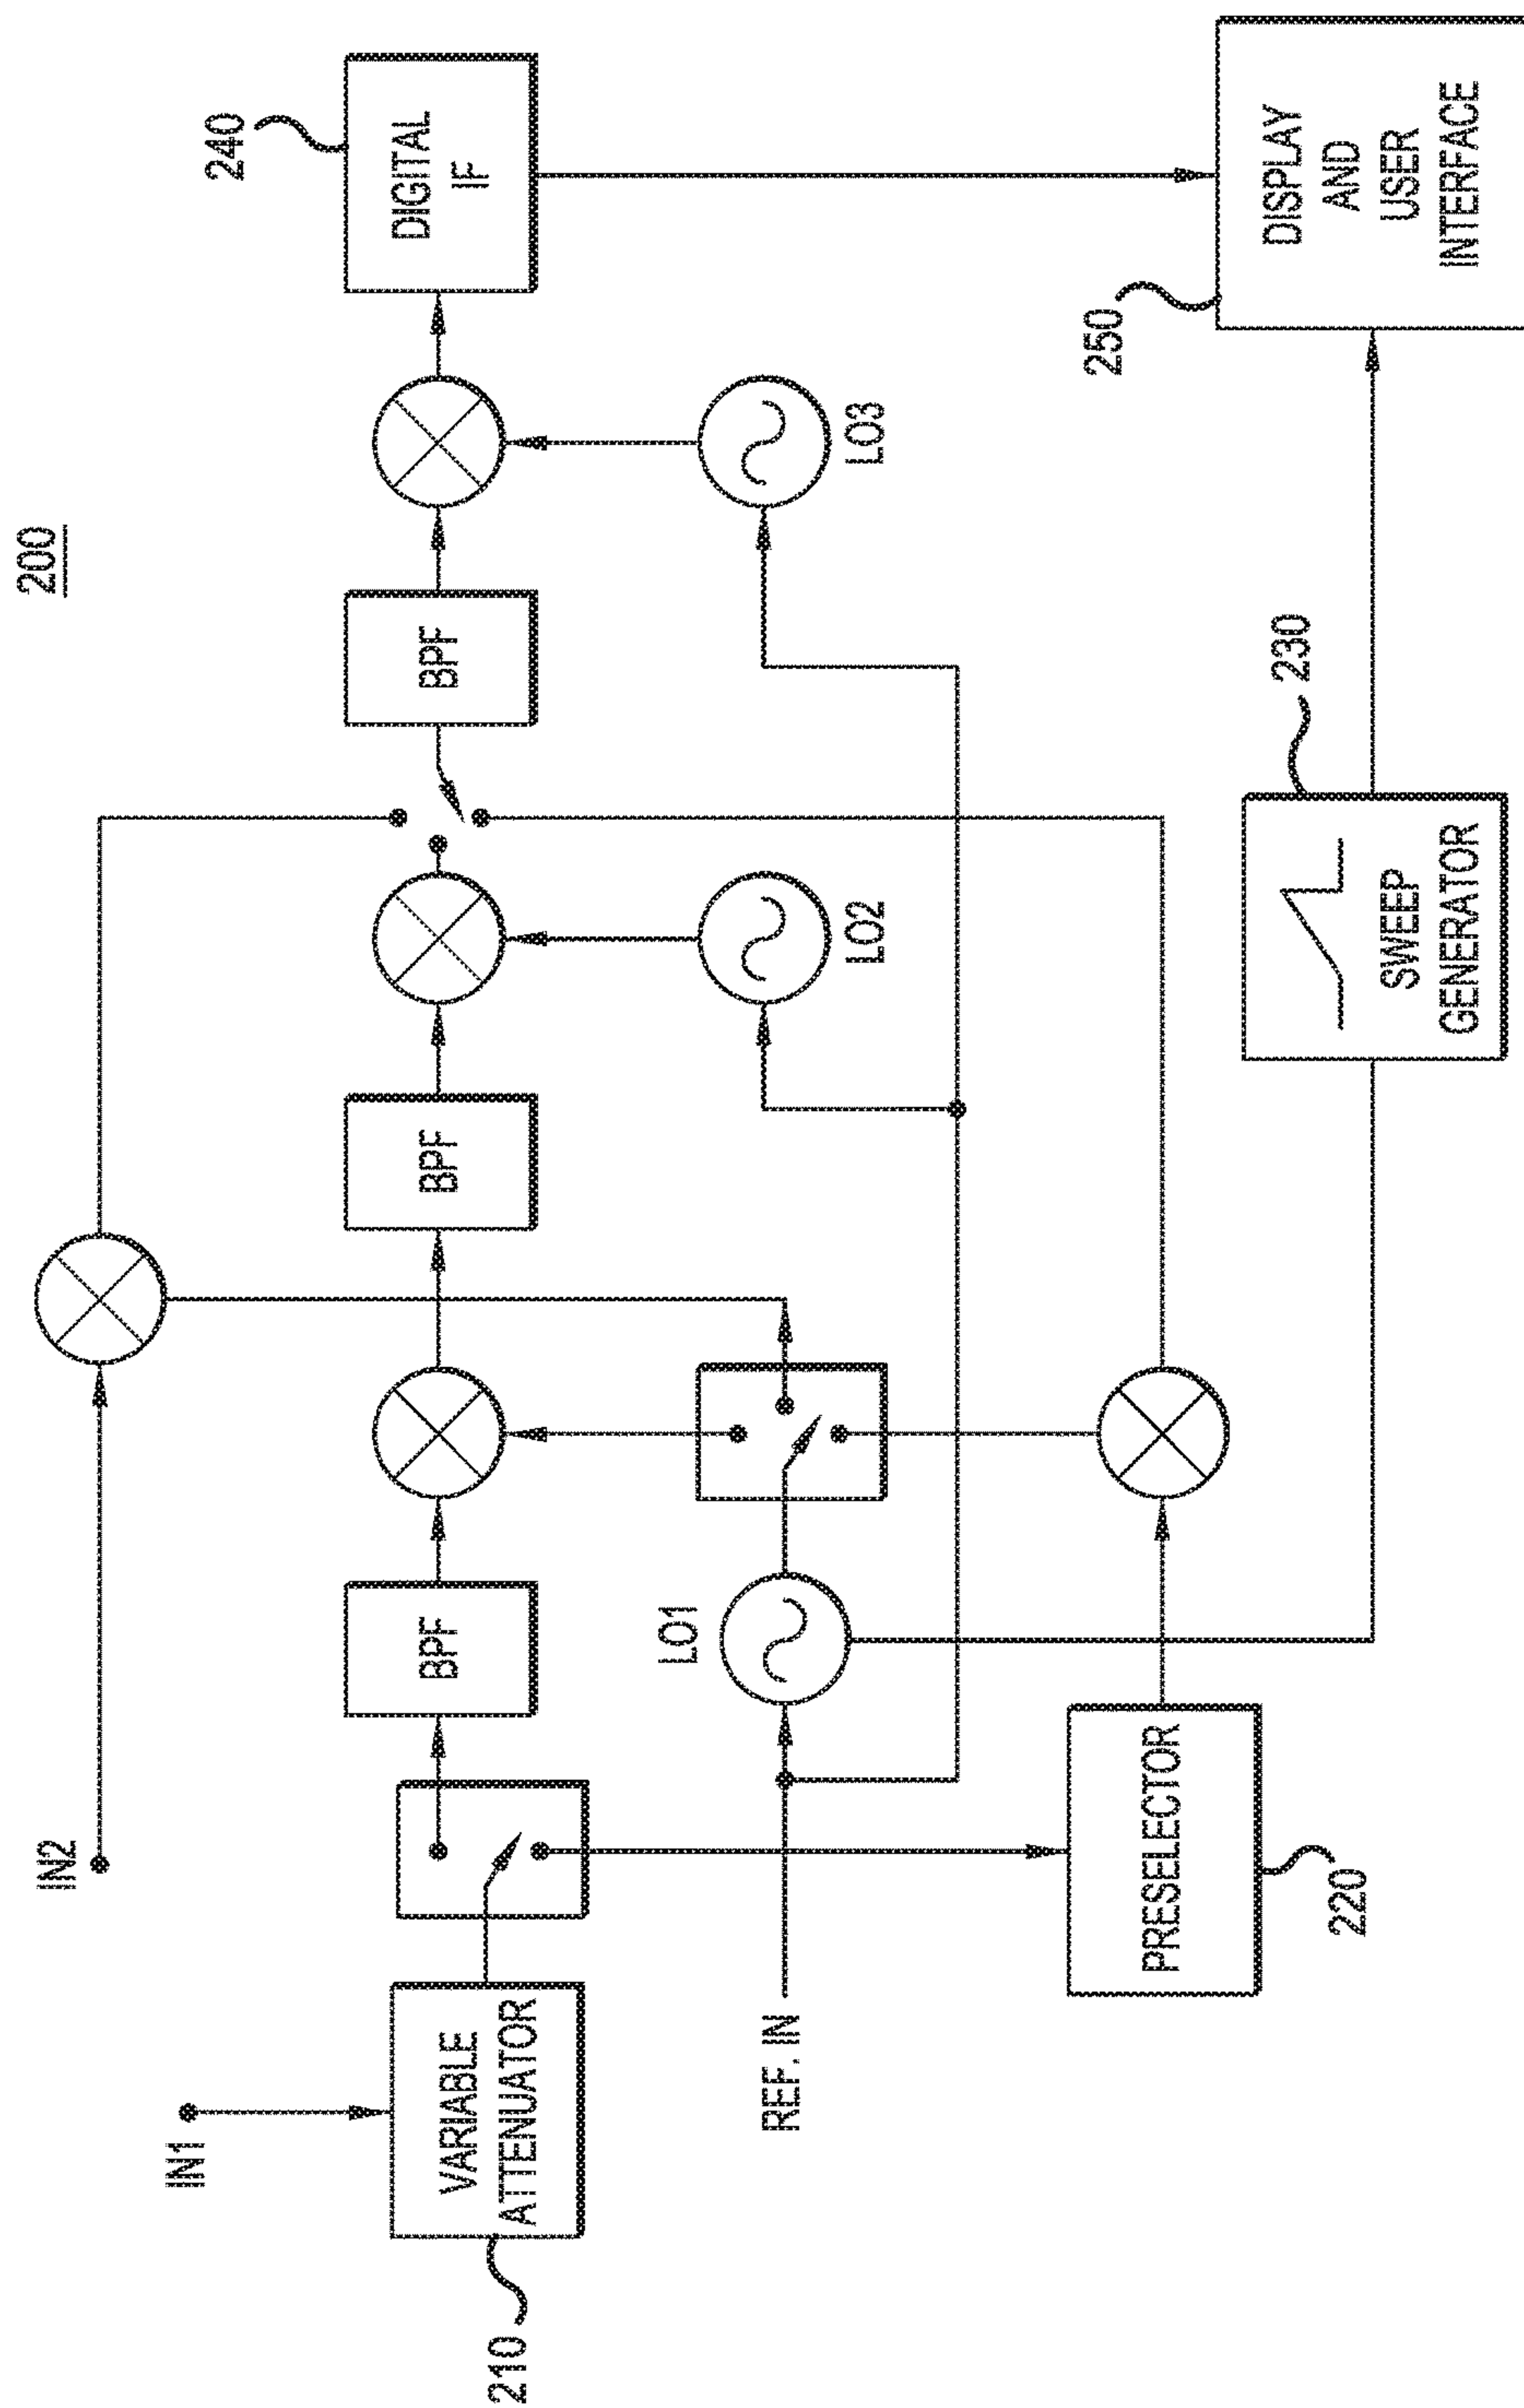 200
IN2
IN1
VARIABLE
ATTENUATOR
210
BPF
BPF
BPF
DIGITAL
IF
240
LO1
LO2
LO3
REF. IN
PRESELECTOR
220
SWEEP
GENERATOR
230
DISPLAY
AND
USER
INTERFACE
250